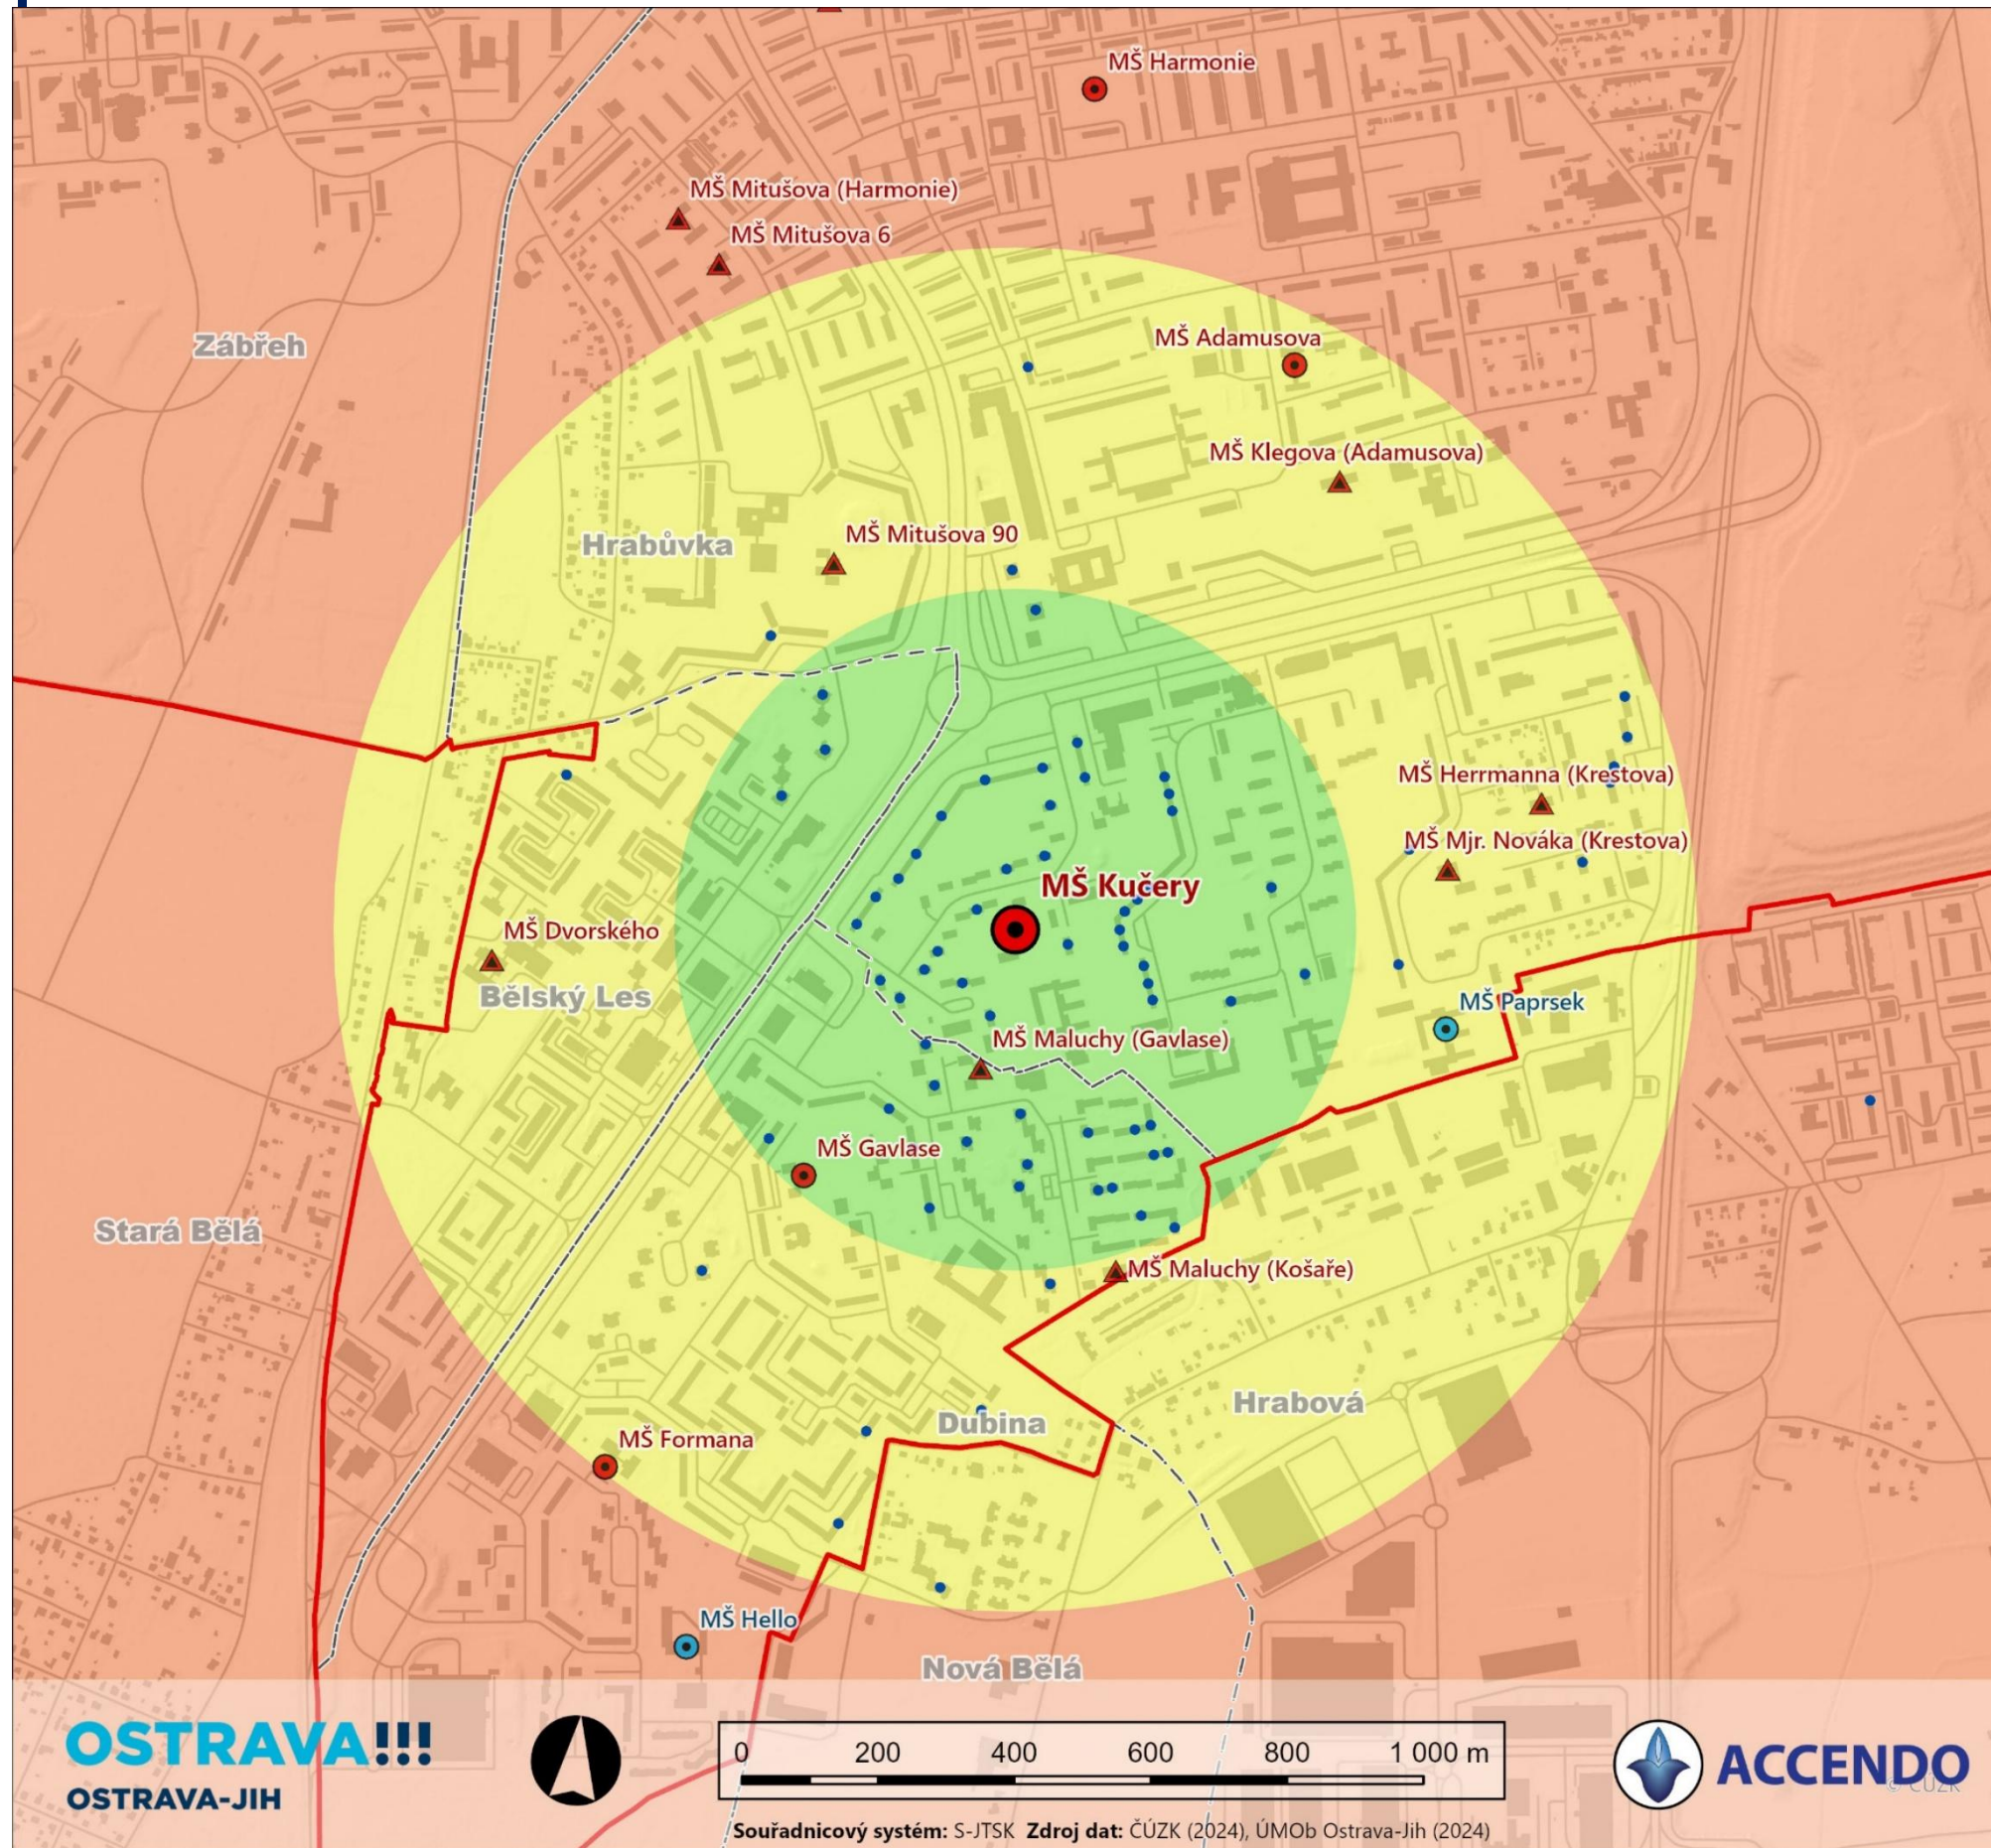 MŠ Harmonie
MŠ Mitušova (Harmonie)
MŠ Mitušova 6
Zábřeh
MŠ Adamusova
MŠ Klegova (Adamusova)
Hrabůvka
MŠ Mitušova 90
MŠ Herrmanna (Krestova)
MŠ Mjr. Nováka (Krestova)
MŠ Kučery
MŠ Dvorského
Bělský Les
MŠ Paprsek
MŠ Maluchy (Gavlase)
MŠ Gavlase
Stará Bělá
MŠ Maluchy (Košaře)
Hrabová
Dubina
MŠ Formana
MŠ Hello
Nová Bělá
OSTRAVA!!!
OSTRAVA-JIH
0 200 400 600 800 1 000 m
ACCENDO
© ČÚZK
Souřadnicový systém: S-JTSK Zdroj dat: ČÚZK (2024), ÚMOb Ostrava-Jih (2024)